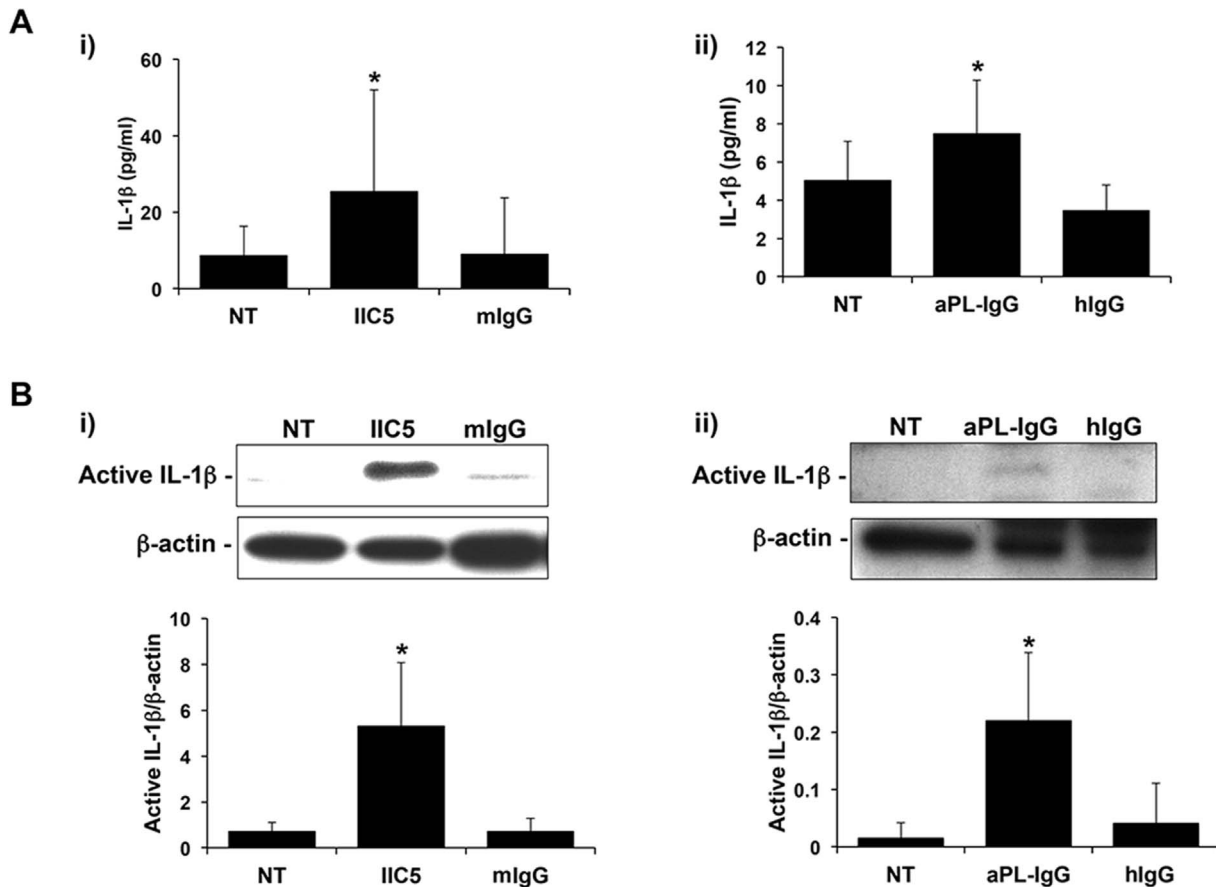 A
i)
IL-1β (pg/ml)
60
40
20
0
*
NT IIC5 mIgG
ii)
IL-1β (pg/ml)
12
10
8
6
4
2
0
*
NT aPL-IgG hIgG
B
i)
NT IIC5 mIgG
Active IL-1β -
β-actin -
Active IL-1β/β-actin
10
8
6
4
2
0
*
NT IIC5 mIgG
ii)
NT aPL-IgG hIgG
Active IL-1β -
β-actin -
Active IL-1β/β-actin
0.4
0.3
0.2
0.1
0
*
NT aPL-IgG hIgG